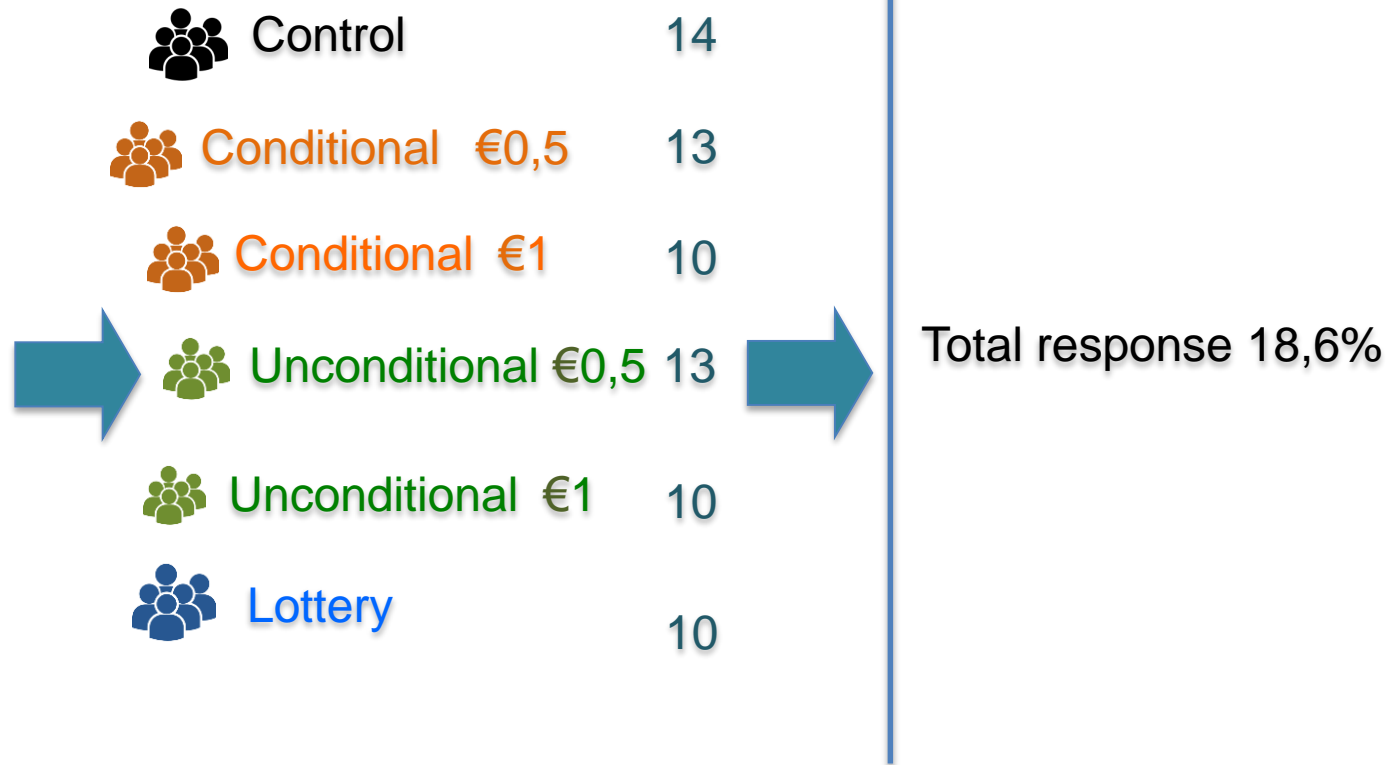 Control 14
Conditional €0,5 13
Conditional €1 10
Unconditional €0,5 13
Total response 18,6%
Unconditional €1 10
Lottery
10